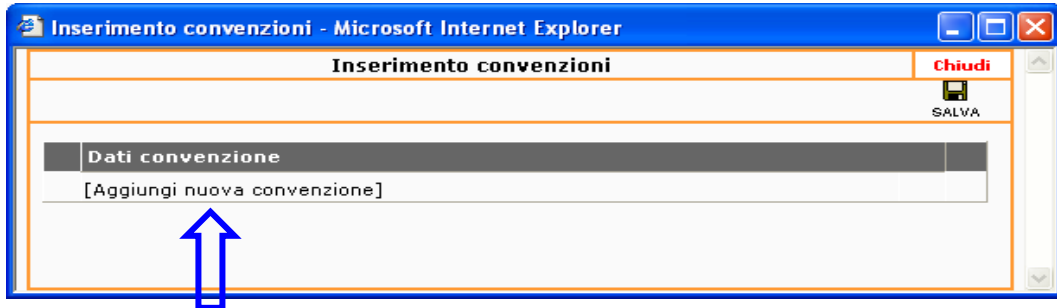 Inserimento convenzioni - Microsoft Internet Explorer
Inserimento convenzioni
Chiudi
SALVA
Dati convenzione
[Aggiungi nuova convenzione]